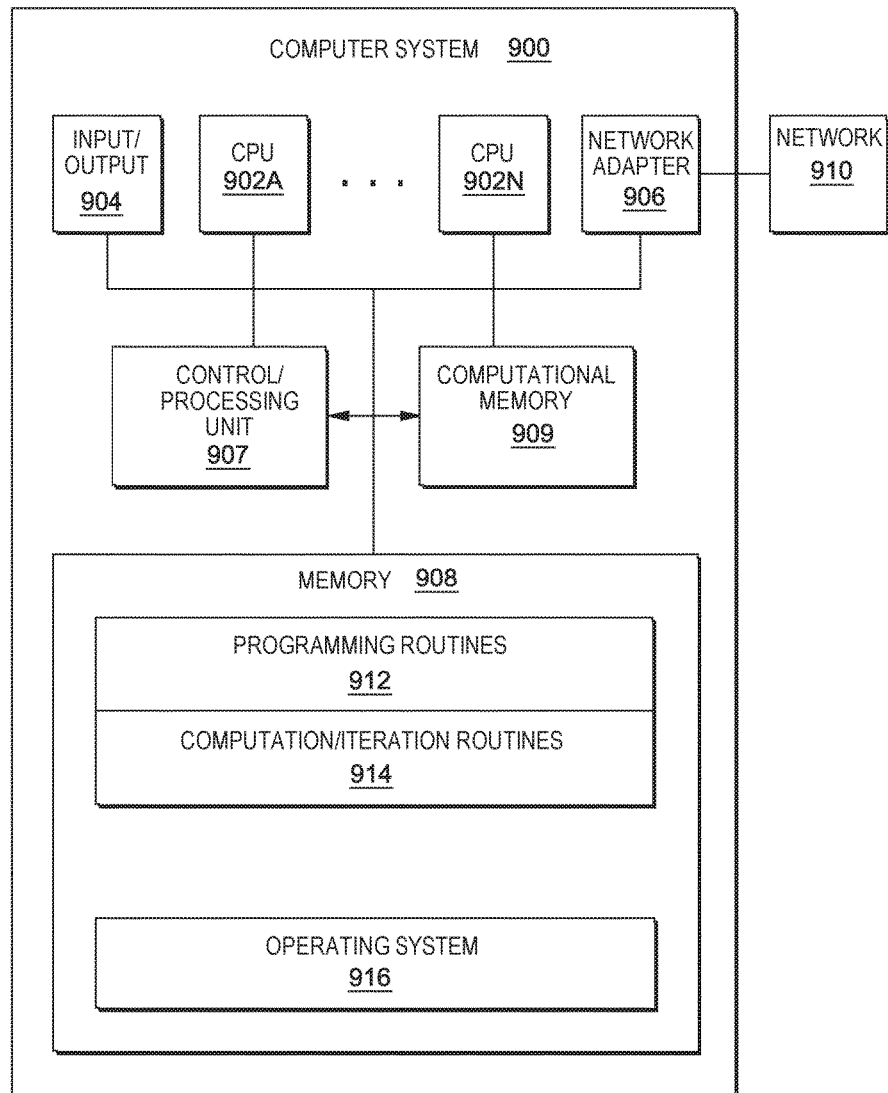 COMPUTER SYSTEM 900
INPUT/
OUTPUT
904
CPU
902A
. . .
CPU
902N
NETWORK
ADAPTER
906
NETWORK
910
CONTROL/
PROCESSING
UNIT
907
COMPUTATIONAL
MEMORY
909
MEMORY 908
PROGRAMMING ROUTINES
912
COMPUTATION/ITERATION ROUTINES
914
OPERATING SYSTEM
916